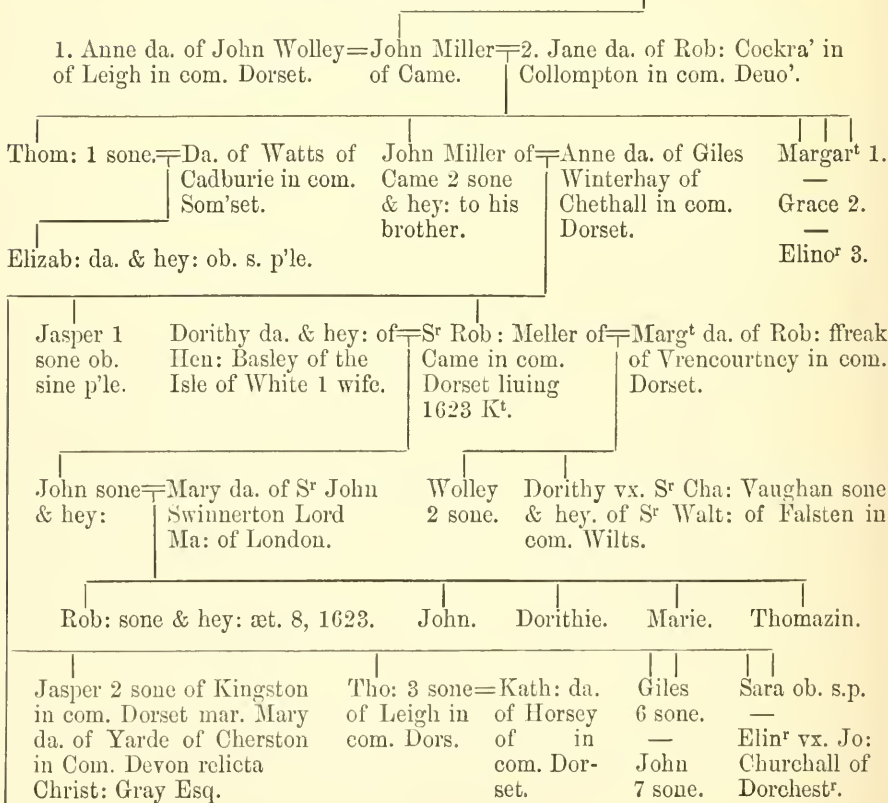 1. Anne da. of John Wolley=John Miller=2. Jane da. of Rob: Cockra' in
of Leigh in com. Dorset. of Came. Collompton in com. Deuo'.
Thom: 1 sone.=Da. of Watts of
Cadburie in com.
Som'set.
John Miller of=Anne da. of Giles
Came 2 sone Winterhay of
& hey: to his Chethall in com.
brother. Dorset.
Margarᵗ 1.
—
Grace 2.
—
Elinoʳ 3.
Elizab: da. & hey: ob. s. p'le.
Jasper 1
sone ob.
sine p'le.
Dorithy da. & hey: of=Sʳ Rob: Meller of=Margᵗ da. of Rob: ffreak
Hen: Basley of the Came in com. of Vrencourtney in com.
Isle of White 1 wife. Dorset liuing Dorset.
1623 Kᵗ.
John sone=Mary da. of Sʳ John
& hey: Swinnerton Lord
Ma: of London.
Wolley
2 sone.
Dorithy vx. Sʳ Cha: Vaughan sone
& hey. of Sʳ Walt: of Falsten in
com. Wilts.
Rob: sone & hey: æt. 8, 1623. John. Dorithie. Marie. Thomazin.
Jasper 2 sone of Kingston
in com. Dorset mar. Mary
da. of Yarde of Cherston
in Com. Devon relicta
Christ: Gray Esq.
Tho: 3 sone=Kath: da.
of Leigh in of Horsey
com. Dors. of in
com. Dor-
set.
Giles
6 sone.
—
John
7 sone.
Sara ob. s.p.
—
Elinʳ vx. Jo:
Churchall of
Dorchestʳ.